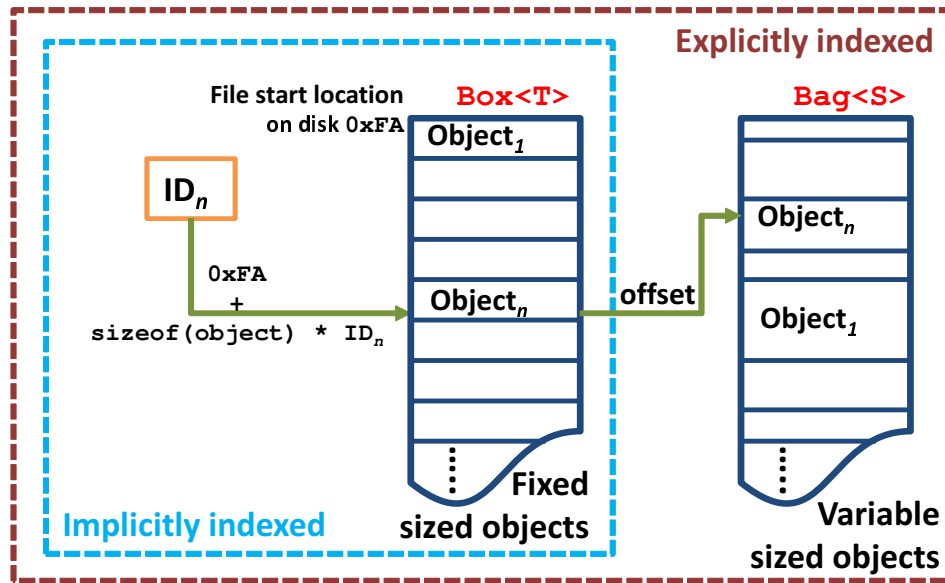 Explicitly indexed
File start location
on disk 0xFA
Box<T>
Bag<S>
Object1
IDn
Objectn
0xFA
+
sizeof(object) * IDn
Objectn
offset
Object1
Fixed
sized objects
Implicitly indexed
Variable
sized objects